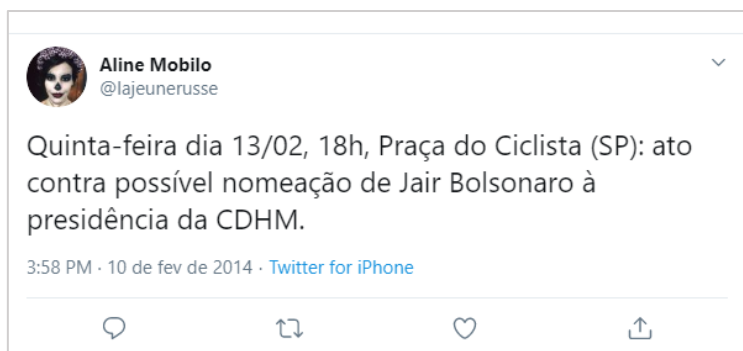 Aline Mobilo
@lajeunerusse
Quinta-feira dia 13/02, 18h, Praça do Ciclista (SP): ato
contra possível nomeação de Jair Bolsonaro à
presidência da CDHM.
3:58 PM · 10 de fev de 2014 · Twitter for iPhone